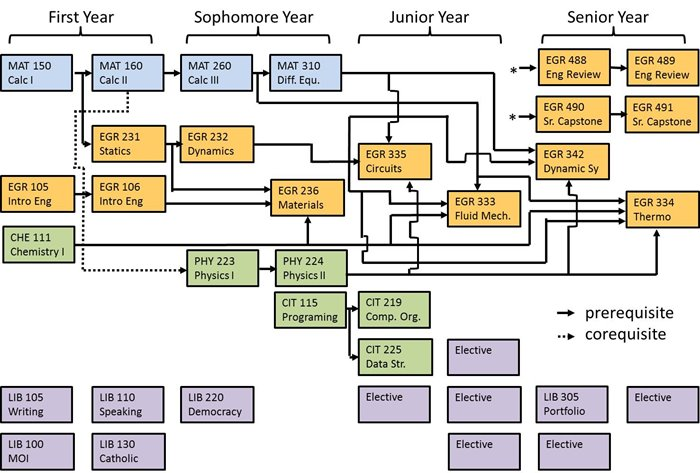 First Year
Sophomore Year
Junior Year
Senior Year
MAT 150
Calc I
MAT 160
Calc II
MAT 260
Calc III
MAT 310
Diff. Equ.
*
EGR 488
Eng Review
EGR 489
Eng Review
*
EGR 490
Sr. Capstone
EGR 491
Sr. Capstone
EGR 231
Statics
EGR 232
Dynamics
EGR 335
Circuits
EGR 342
Dynamic Sy
EGR 105
Intro Eng
EGR 106
Intro Eng
EGR 236
Materials
EGR 333
Fluid Mech.
EGR 334
Thermo
CHE 111
Chemistry I
PHY 223
Physics I
PHY 224
Physics II
CIT 115
Programing
CIT 219
Comp. Org.
prerequisite
corequisite
CIT 225
Data Str.
Elective
LIB 105
Writing
LIB 110
Speaking
LIB 220
Democracy
Elective
Elective
LIB 305
Portfolio
Elective
LIB 100
MOI
LIB 130
Catholic
Elective
Elective